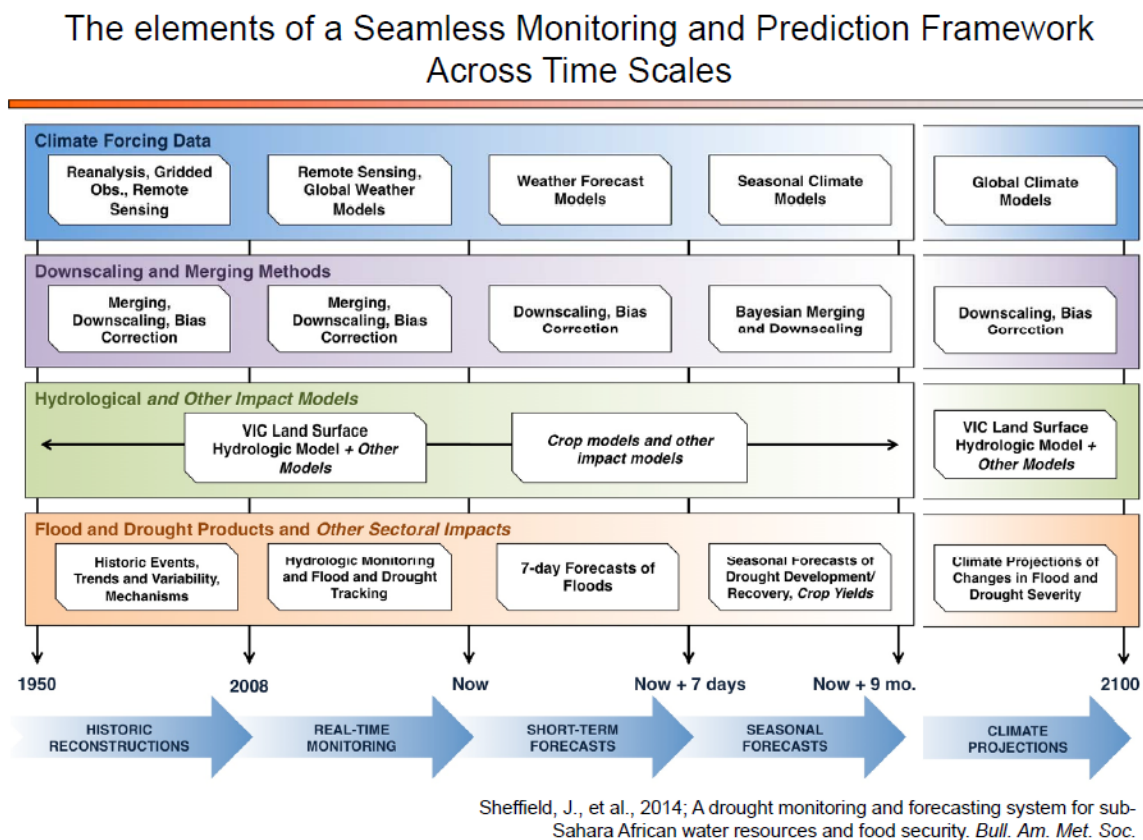 The elements of a Seamless Monitoring and Prediction Framework
Across Time Scales
Climate Forcing Data
Reanalysis, Gridded
Obs., Remote
Sensing
Remote Sensing,
Global Weather
Models
Weather Forecast
Models
Seasonal Climate
Models
Global Climate
Models
Downscaling and Merging Methods
Merging,
Downscaling, Bias
Correction
Merging,
Downscaling, Bias
Correction
Downscaling, Bias
Correction
Bayesian Merging
and Downscaling
Downscaling, Bias
Correction
Hydrological and Other Impact Models
VIC Land Surface
Hydrologic Model + Other
Models
Crop models and other
impact models
VIC Land Surface
Hydrologic Model +
Other Models
Flood and Drought Products and Other Sectoral Impacts
Historic Events,
Trends and Variability,
Mechanisms
Hydrologic Monitoring
and Flood and Drought
Tracking
7-day Forecasts of
Floods
Seasonal Forecasts of
Drought Development/
Recovery, Crop Yields
Climate Projections of
Changes in Flood and
Drought Severity
1950
2008
Now
Now + 7 days
Now + 9 mo.
2100
HISTORIC
RECONSTRUCTIONS
REAL-TIME
MONITORING
SHORT-TERM
FORECASTS
SEASONAL
FORECASTS
CLIMATE
PROJECTIONS
Sheffield, J., et al., 2014; A drought monitoring and forecasting system for sub-
Sahara African water resources and food security. Bull. Am. Met. Soc.